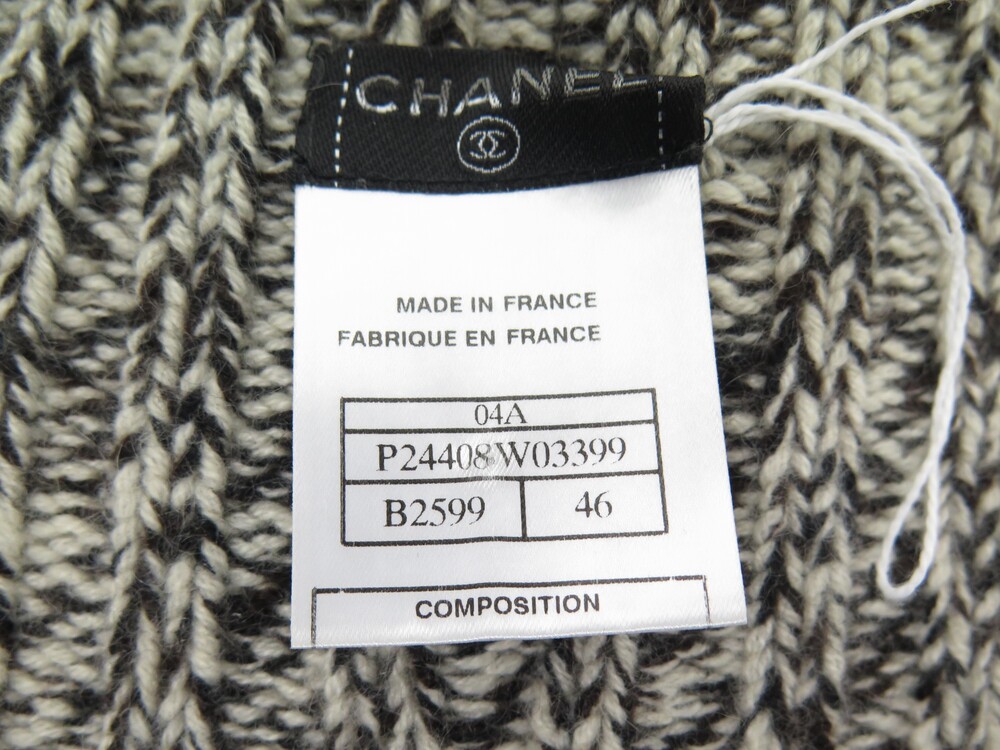 CHANEL
MADE IN FRANCE
FABRIQUE EN FRANCE
04A
P24408W03399
B2599 46
COMPOSITION